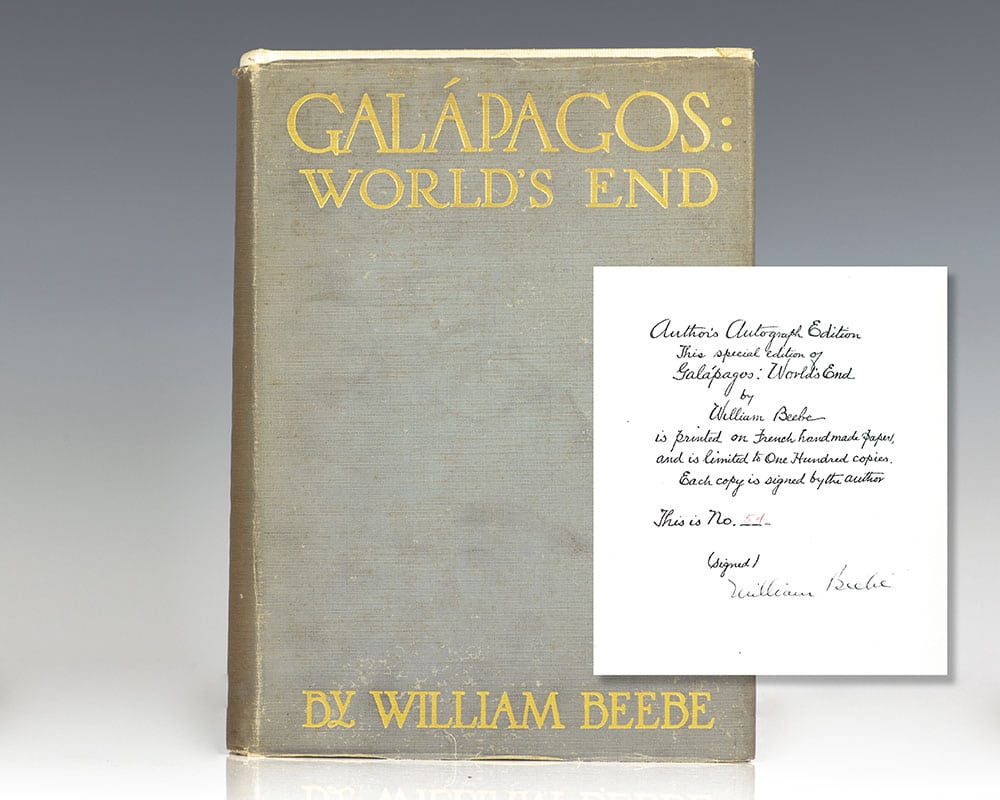 GALÁPAGOS:
WORLD'S END
BY WILLIAM BEEBE
Author's Autograph Edition
This special edition of
Galápagos: World's End
by
William Beebe
is printed on French handmade paper,
and is limited to One Hundred copies.
Each copy is signed by the author
This is No.
(signed)
William Beebe